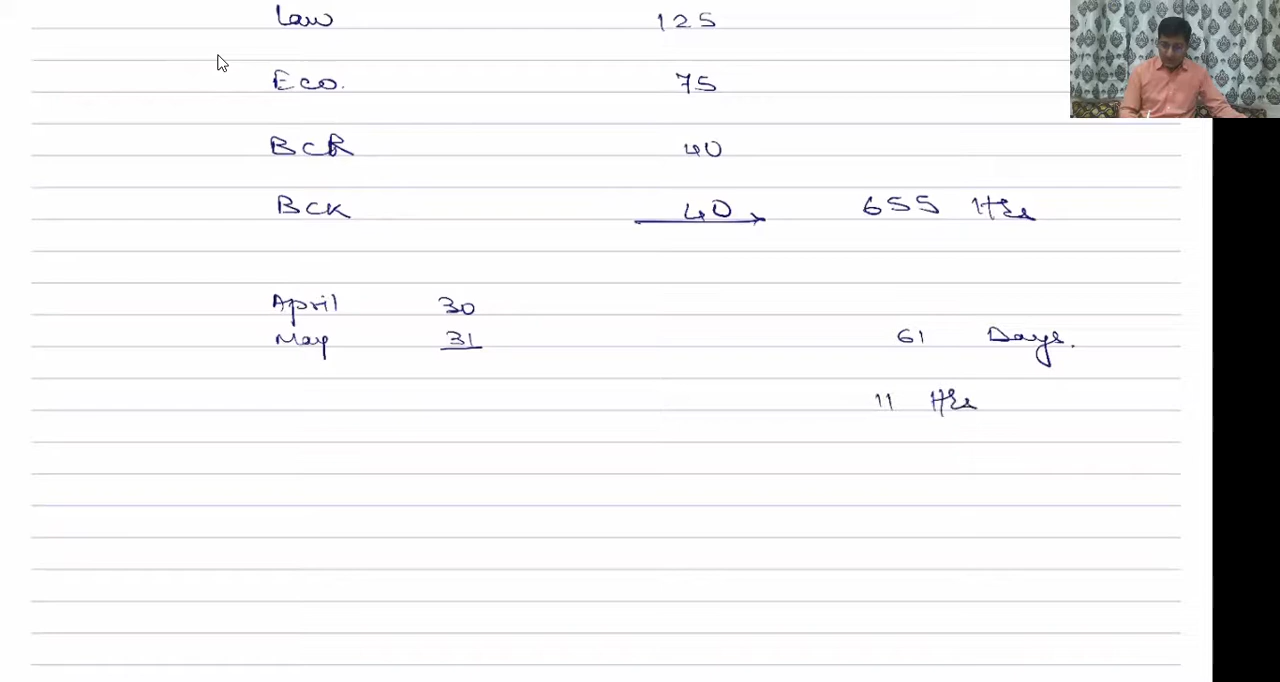 Law 125
Eco. 75
BCR 40
BCK 40 655 Hrs
April 30
May 31 61 Days.
11 Hrs